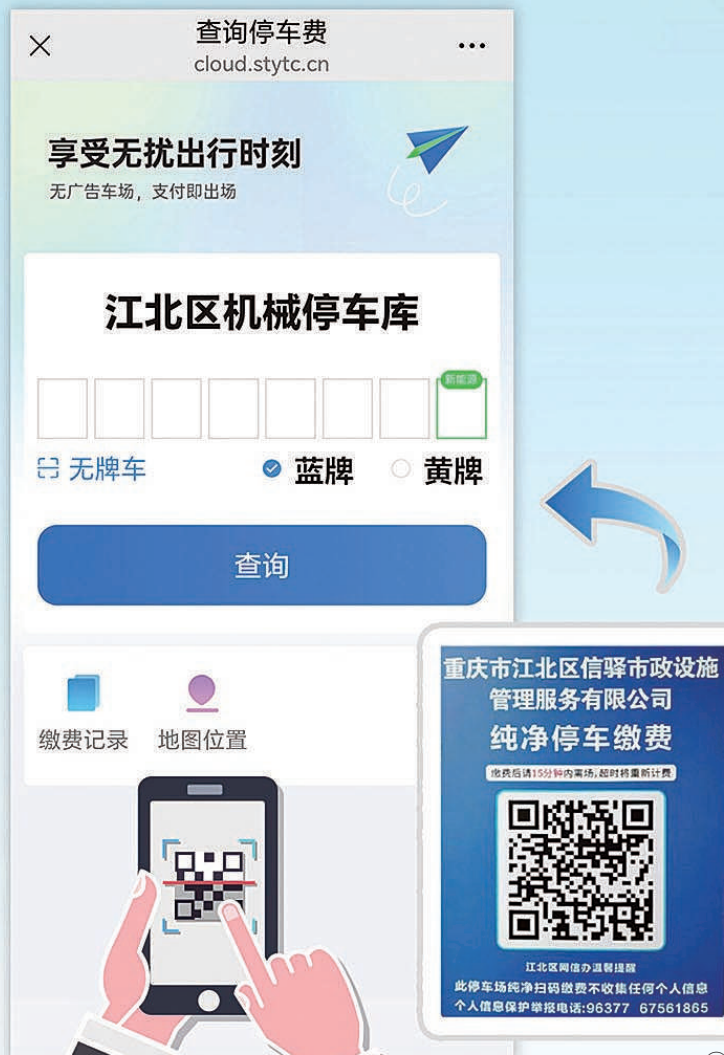 查询停车费
cloud.stytc.cn
享受无扰出行时刻
无广告车场，支付即出场
江北区机械停车库
新能源
无牌车 蓝牌 黄牌
查询
缴费记录 地图位置
重庆市江北区信驿市政设施
管理服务有限公司
纯净停车缴费
缴费后请15分钟内离场，超时将重新计费
江北区网信办温馨提醒
此停车场纯净扫码缴费不收集任何个人信息
个人信息保护举报电话:96377 67561865